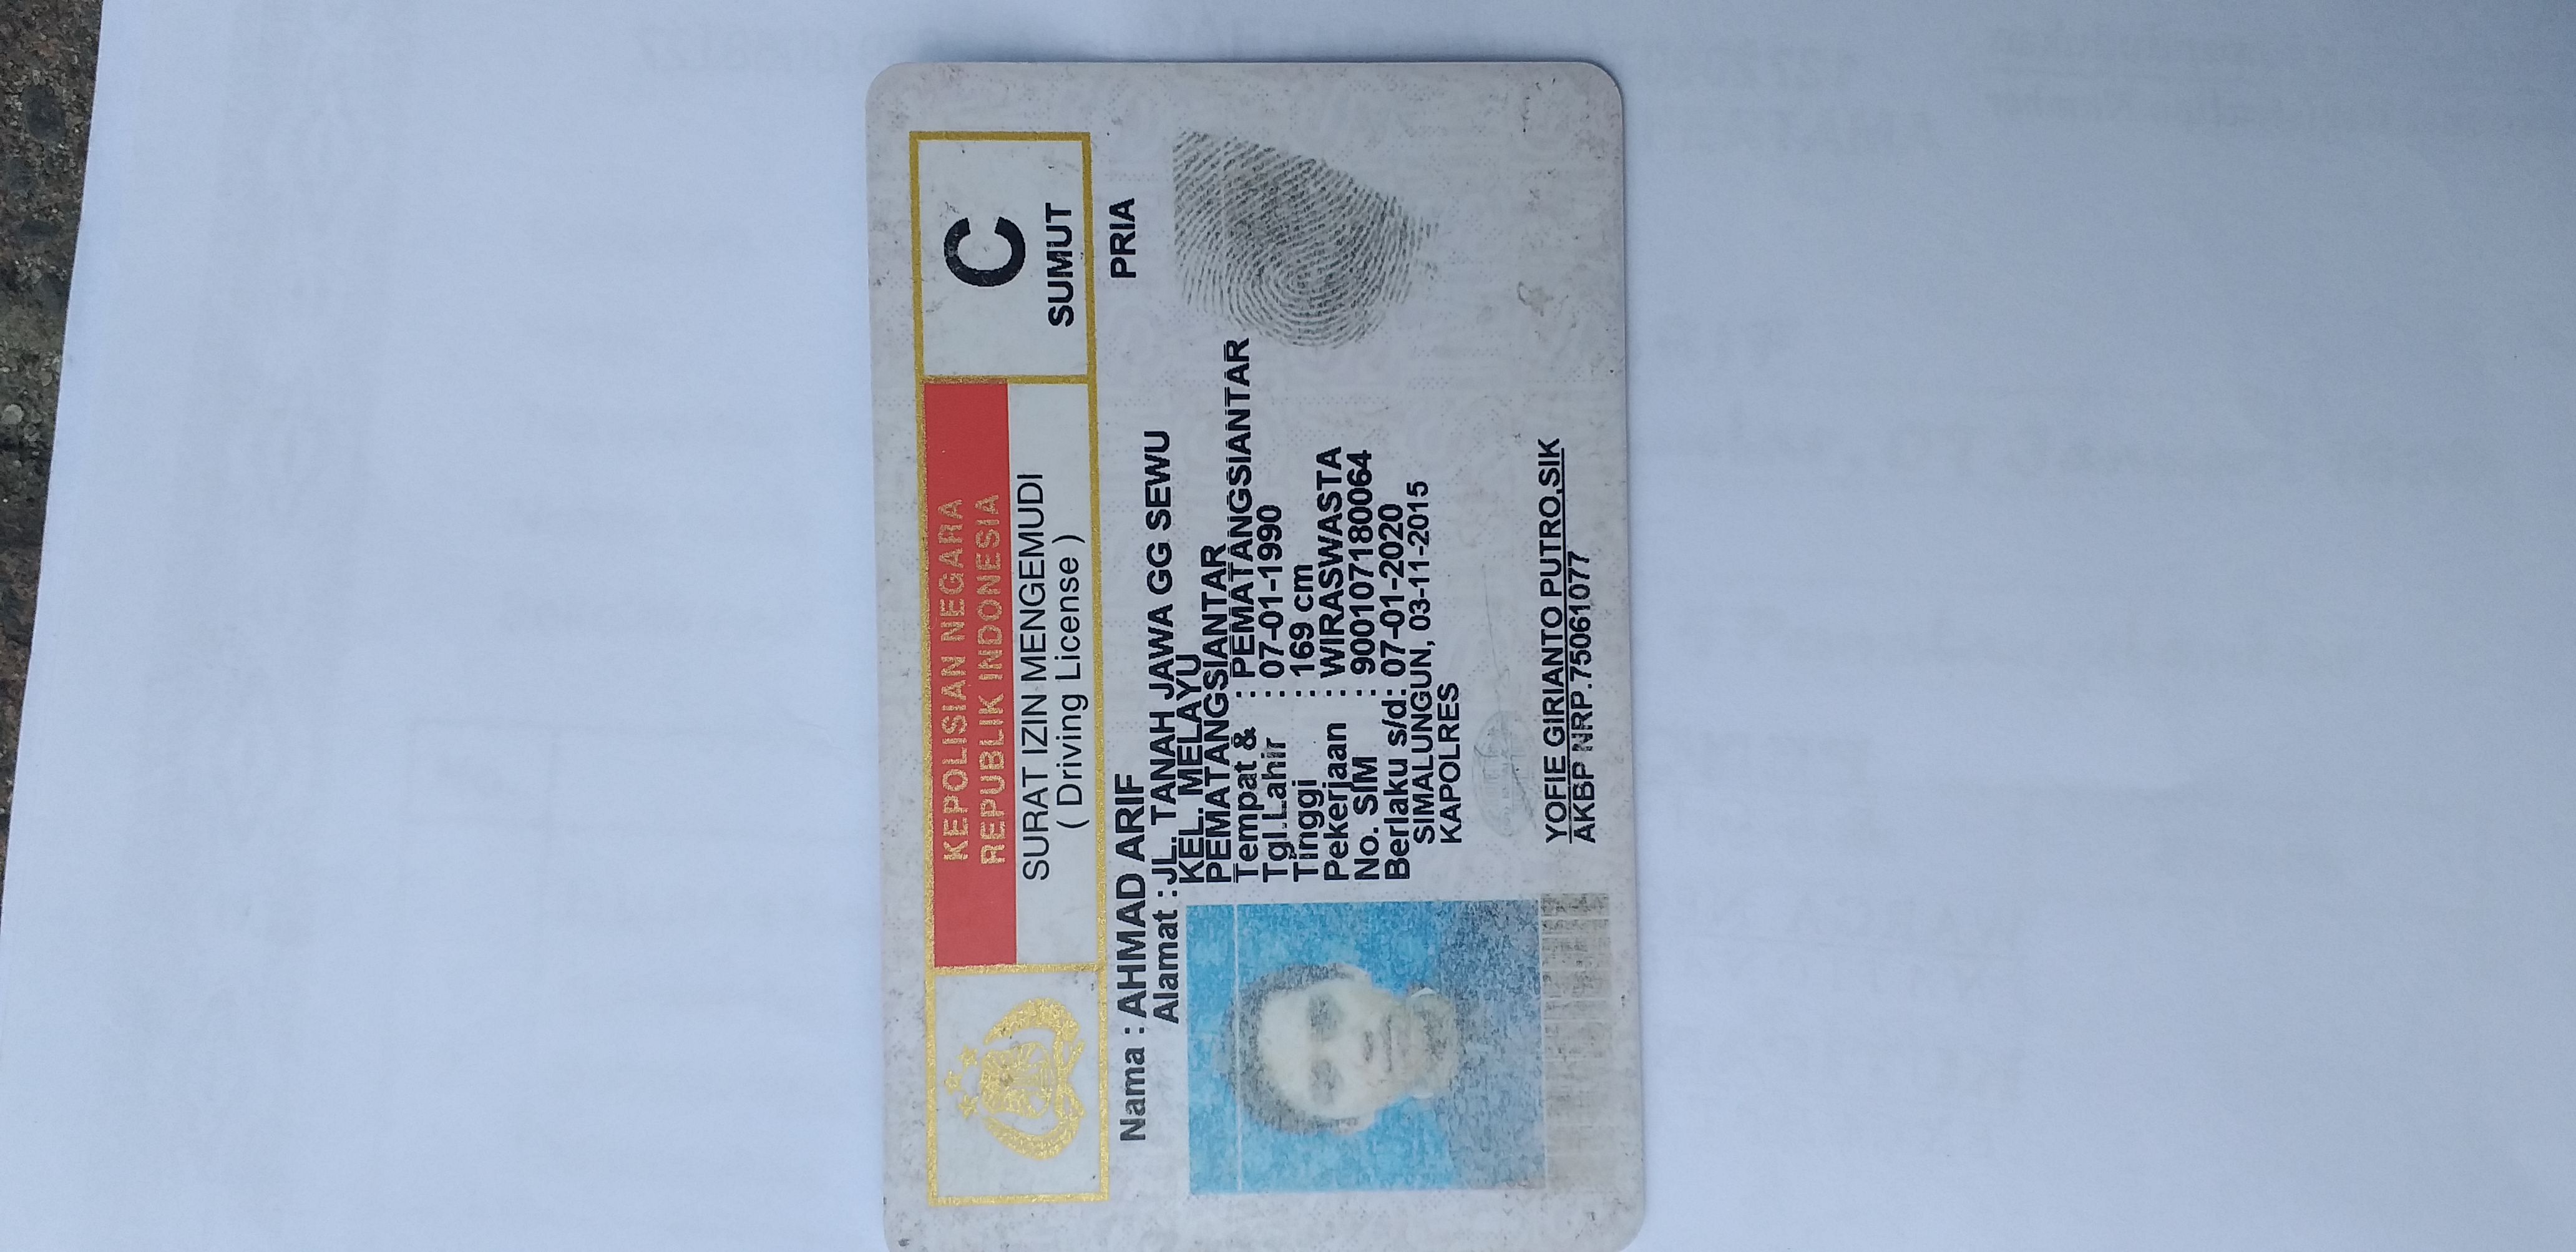 KEPOLISIAN NEGARA
REPUBLIK INDONESIA
SURAT IZIN MENGEMUDI
( Driving License )
C
SUMUT
Nama : AHMAD ARIF
PRIA
Alamat : JL. TANAH JAWA GG SEWU
KEL. MELAYU
PEMATANGSIANTAR
Tempat & : PEMATANGSIANTAR
Tgl.Lahir : 07-01-1990
Tinggi : 169 cm
Pekerjaan : WIRASWASTA
No. SIM : 900107180064
Berlaku s/d: 07-01-2020
SIMALUNGUN, 03-11-2015
KAPOLRES
YOFIE GIRIANTO PUTRO,SIK
AKBP NRP.75061077